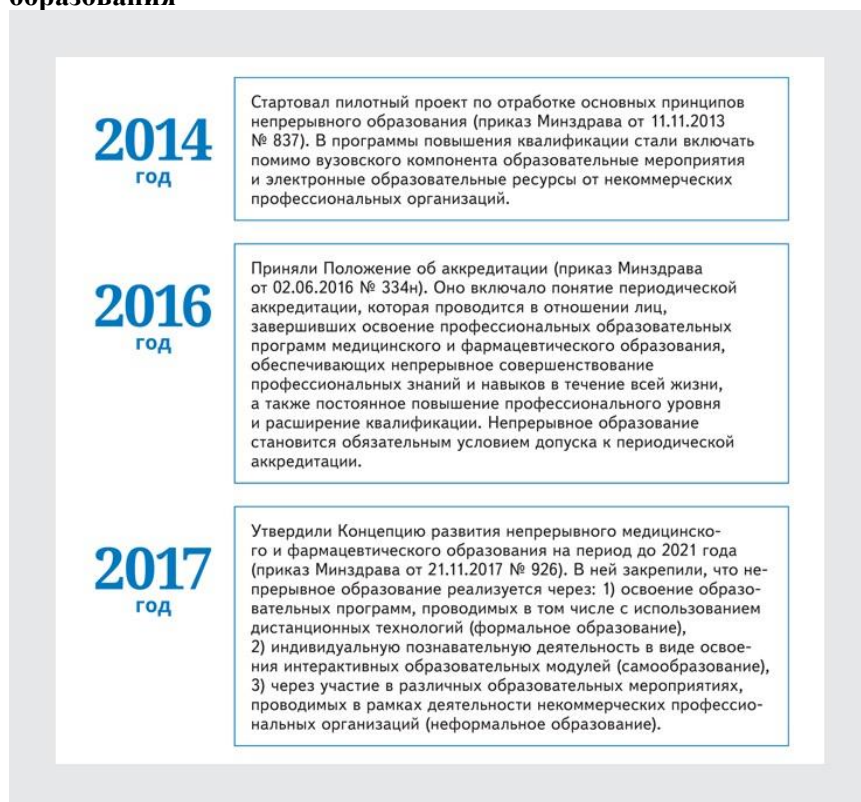 образования
2014
год
Стартовал пилотный проект по отработке основных принципов
непрерывного образования (приказ Минздрава от 11.11.2013
№ 837). В программы повышения квалификации стали включать
помимо вузовского компонента образовательные мероприятия
и электронные образовательные ресурсы от некоммерческих
профессиональных организаций.
2016
год
Приняли Положение об аккредитации (приказ Минздрава
от 02.06.2016 № 334н). Оно включало понятие периодической
аккредитации, которая проводится в отношении лиц,
завершивших освоение профессиональных образовательных
программ медицинского и фармацевтического образования,
обеспечивающих непрерывное совершенствование
профессиональных знаний и навыков в течение всей жизни,
а также постоянное повышение профессионального уровня
и расширение квалификации. Непрерывное образование
становится обязательным условием допуска к периодической
аккредитации.
2017
год
Утвердили Концепцию развития непрерывного медицинско-
го и фармацевтического образования на период до 2021 года
(приказ Минздрава от 21.11.2017 № 926). В ней закрепили, что не-
прерывное образование реализуется через: 1) освоение образо-
вательных программ, проводимых в том числе с использованием
дистанционных технологий (формальное образование),
2) индивидуальную познавательную деятельность в виде освое-
ния интерактивных образовательных модулей (самообразование),
3) через участие в различных образовательных мероприятиях,
проводимых в рамках деятельности некоммерческих профессио-
нальных организаций (неформальное образование).